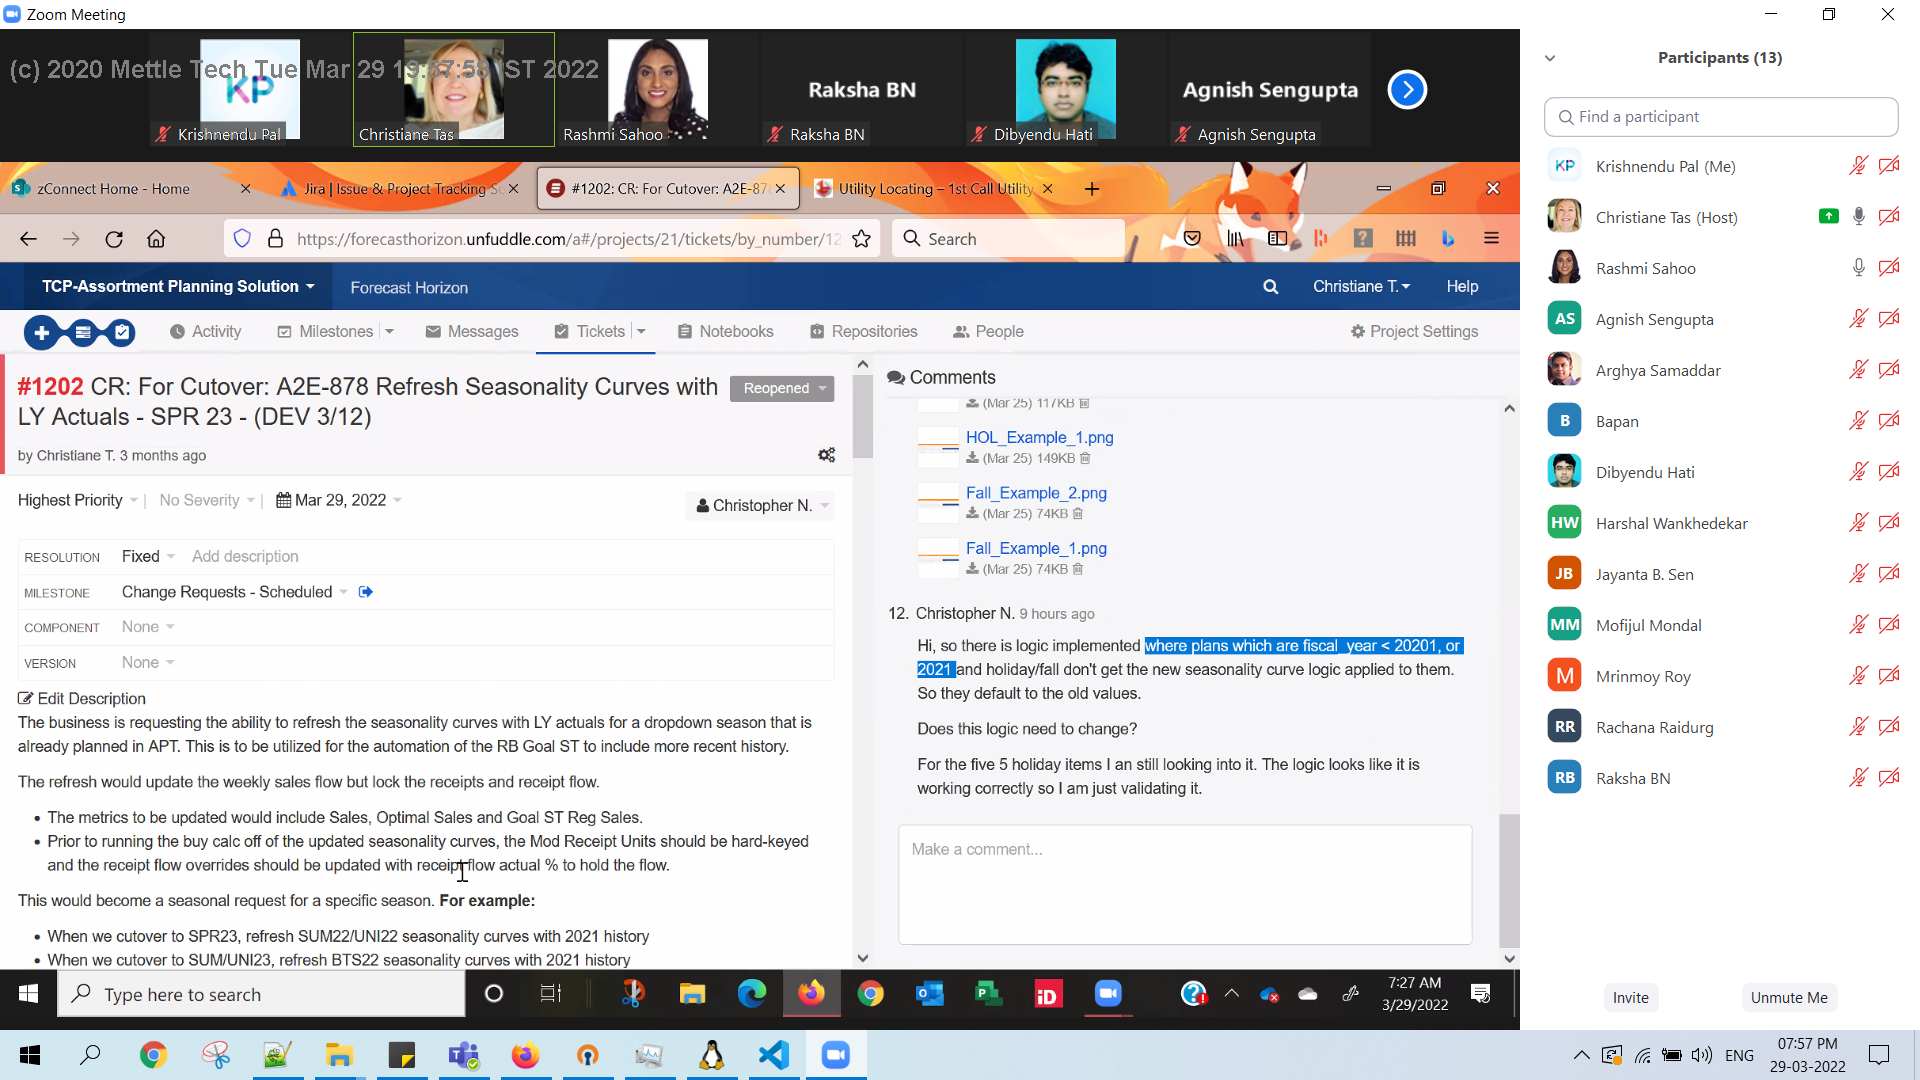 Zoom Meeting
(c) 2020 Mettle Tech Tue Mar 29 19:57:58 IST 2022
KP
Krishnendu Pal
Christiane Tas
Rashmi Sahoo
Raksha BN
Raksha BN
Dibyendu Hati
Agnish Sengupta
Agnish Sengupta
zConnect Home - Home
Jira | Issue & Project Tracking So
#1202: CR: For Cutover: A2E-87
Utility Locating – 1st Call Utility
https://forecasthorizon.unfuddle.com/a#/projects/21/tickets/by_number/12
Search
TCP-Assortment Planning Solution
Forecast Horizon
Christiane T.
Help
Activity
Milestones
Messages
Tickets
Notebooks
Repositories
People
Project Settings
#1202 CR: For Cutover: A2E-878 Refresh Seasonality Curves with
LY Actuals - SPR 23 - (DEV 3/12)
Reopened
by Christiane T. 3 months ago
Highest Priority
No Severity
Mar 29, 2022
Christopher N.
RESOLUTION Fixed Add description
MILESTONE Change Requests - Scheduled
COMPONENT None
VERSION None
Edit Description
The business is requesting the ability to refresh the seasonality curves with LY actuals for a dropdown season that is
already planned in APT. This is to be utilized for the automation of the RB Goal ST to include more recent history.
The refresh would update the weekly sales flow but lock the receipts and receipt flow.
• The metrics to be updated would include Sales, Optimal Sales and Goal ST Reg Sales.
• Prior to running the buy calc off of the updated seasonality curves, the Mod Receipt Units should be hard-keyed
and the receipt flow overrides should be updated with receipt flow actual % to hold the flow.
This would become a seasonal request for a specific season. For example:
• When we cutover to SPR23, refresh SUM22/UNI22 seasonality curves with 2021 history
• When we cutover to SUM/UNI23, refresh BTS22 seasonality curves with 2021 history
Comments
(Mar 25) 117KB
HOL_Example_1.png
(Mar 25) 149KB
Fall_Example_2.png
(Mar 25) 74KB
Fall_Example_1.png
(Mar 25) 74KB
12. Christopher N. 9 hours ago
Hi, so there is logic implemented where plans which are fiscal_year < 20201, or
2021 and holiday/fall don't get the new seasonality curve logic applied to them.
So they default to the old values.
Does this logic need to change?
For the five 5 holiday items I an still looking into it. The logic looks like it is
working correctly so I am just validating it.
Make a comment...
Type here to search
7:27 AM
3/29/2022
Participants (13)
Find a participant
KP Krishnendu Pal (Me)
Christiane Tas (Host)
Rashmi Sahoo
AS Agnish Sengupta
Arghya Samaddar
B Bapan
Dibyendu Hati
HW Harshal Wankhedekar
JB Jayanta B. Sen
MM Mofijul Mondal
M Mrinmoy Roy
RR Rachana Raidurg
RB Raksha BN
Invite
Unmute Me
ENG
07:57 PM
29-03-2022